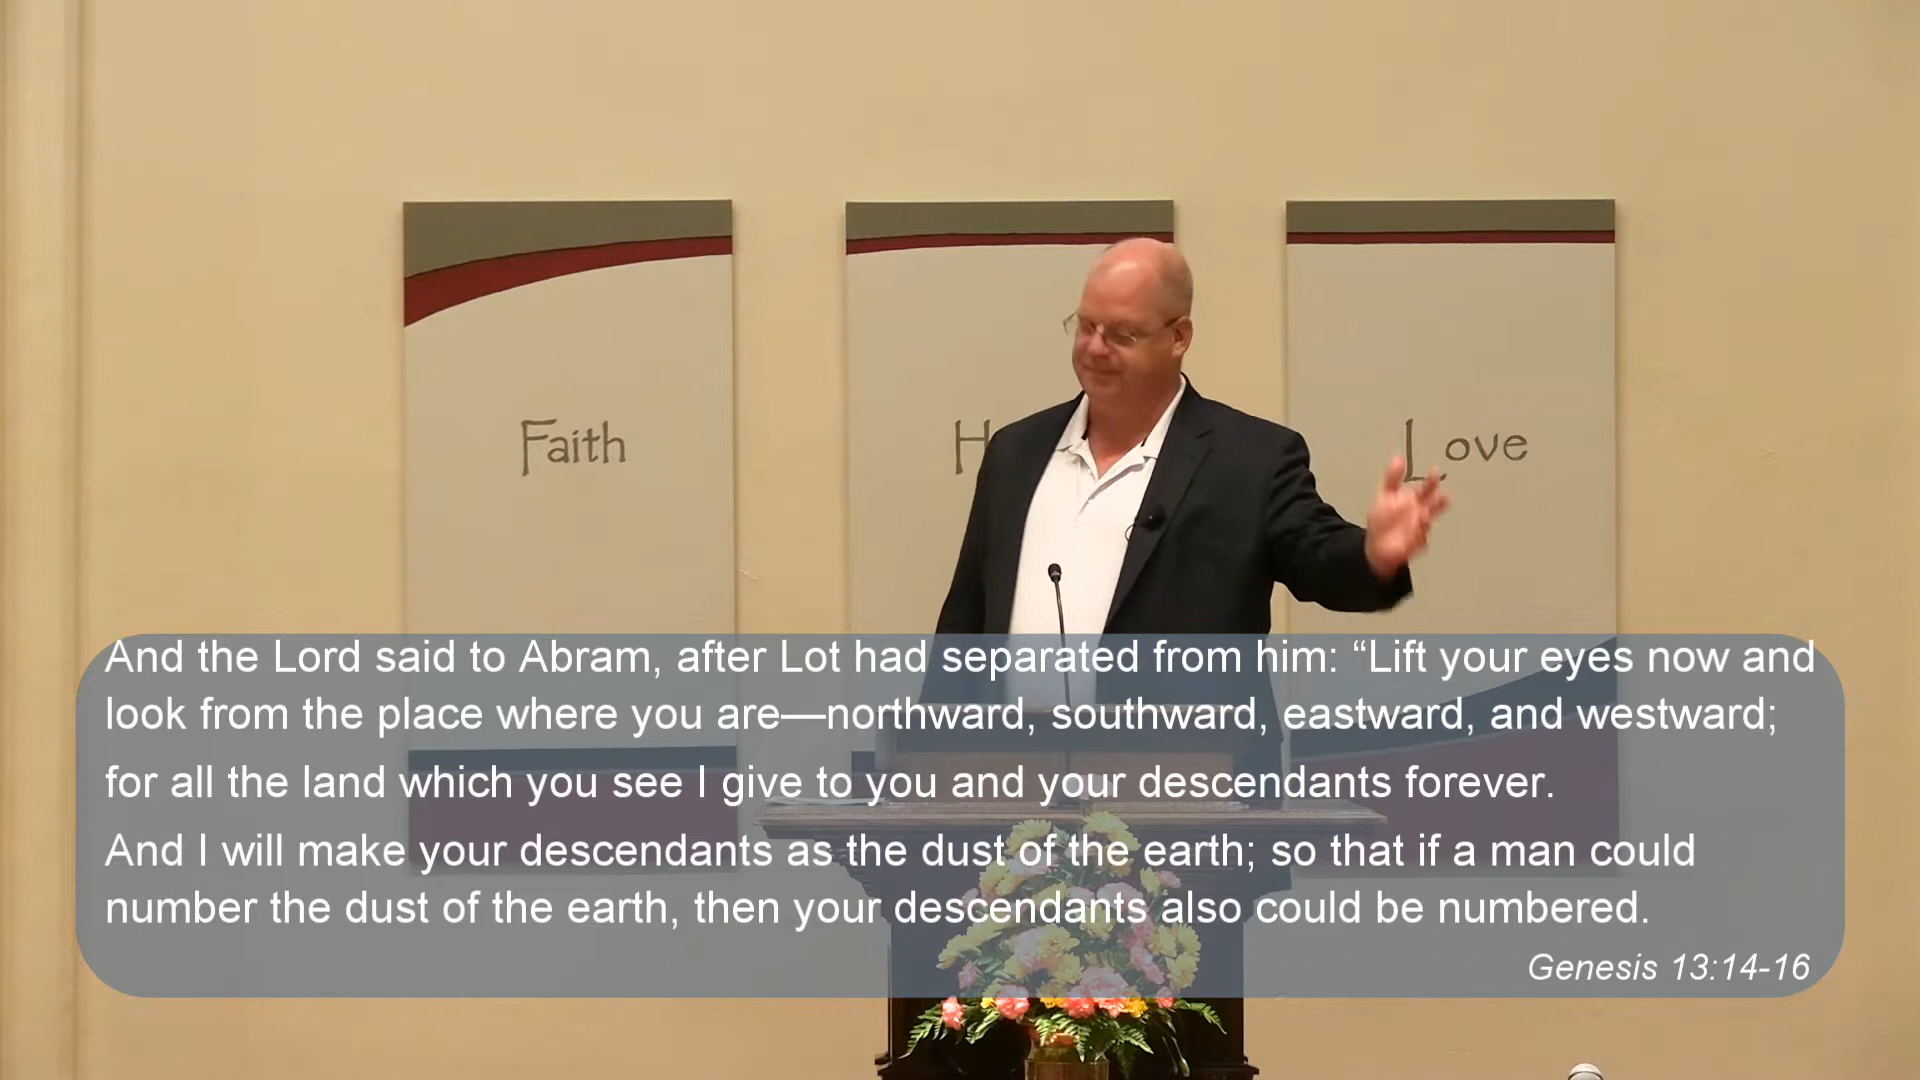 Faith
H
Love
And the Lord said to Abram, after Lot had separated from him: “Lift your eyes now and
look from the place where you are—northward, southward, eastward, and westward;
for all the land which you see I give to you and your descendants forever.
And I will make your descendants as the dust of the earth; so that if a man could
number the dust of the earth, then your descendants also could be numbered.
Genesis 13:14-16